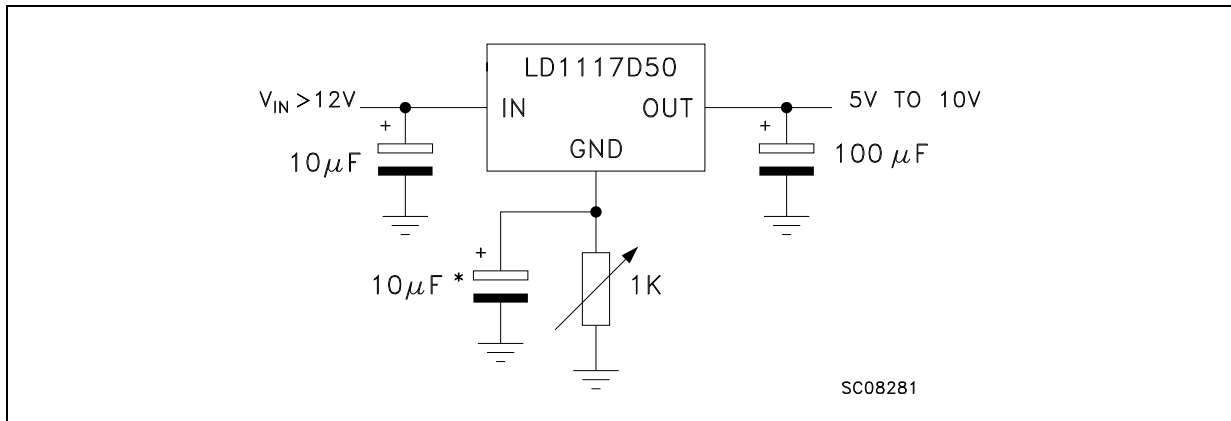 LD1117D50
V_IN >12V
IN
OUT
5V TO 10V
+
+
10μF
GND
100 μF
+
10μF *
1K
SC08281